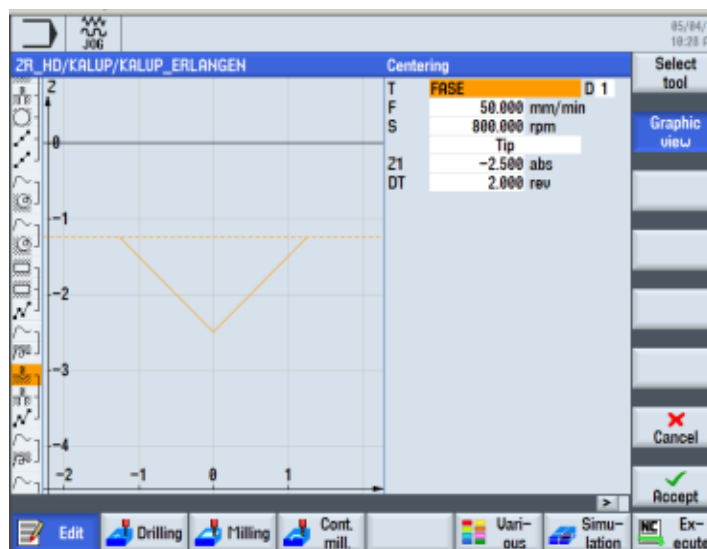 JOG
05/04/
10:28
ZR_HD/KALUP/KALUP_ERLANGEN
Centering
Select
tool
T FASE D 1
F 50.000 mm/min
S 800.000 rpm
Tip
Z1 -2.500 abs
DT 2.000 rev
Graphic
view
Z
0
-1
-2
-3
-4
-2 -1 0 1
Cancel
Accept
>
Edit
Drilling
Milling
Cont.
mill.
Vari-
ous
Simu-
lation
NC
Ex-
ecute